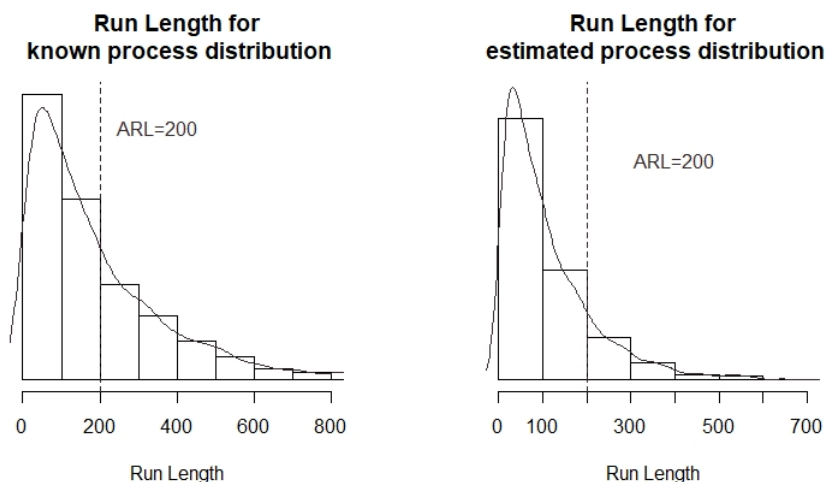 Run Length for
known process distribution
ARL=200
0 200 400 600 800
Run Length
Run Length for
estimated process distribution
ARL=200
0 100 300 500 700
Run Length